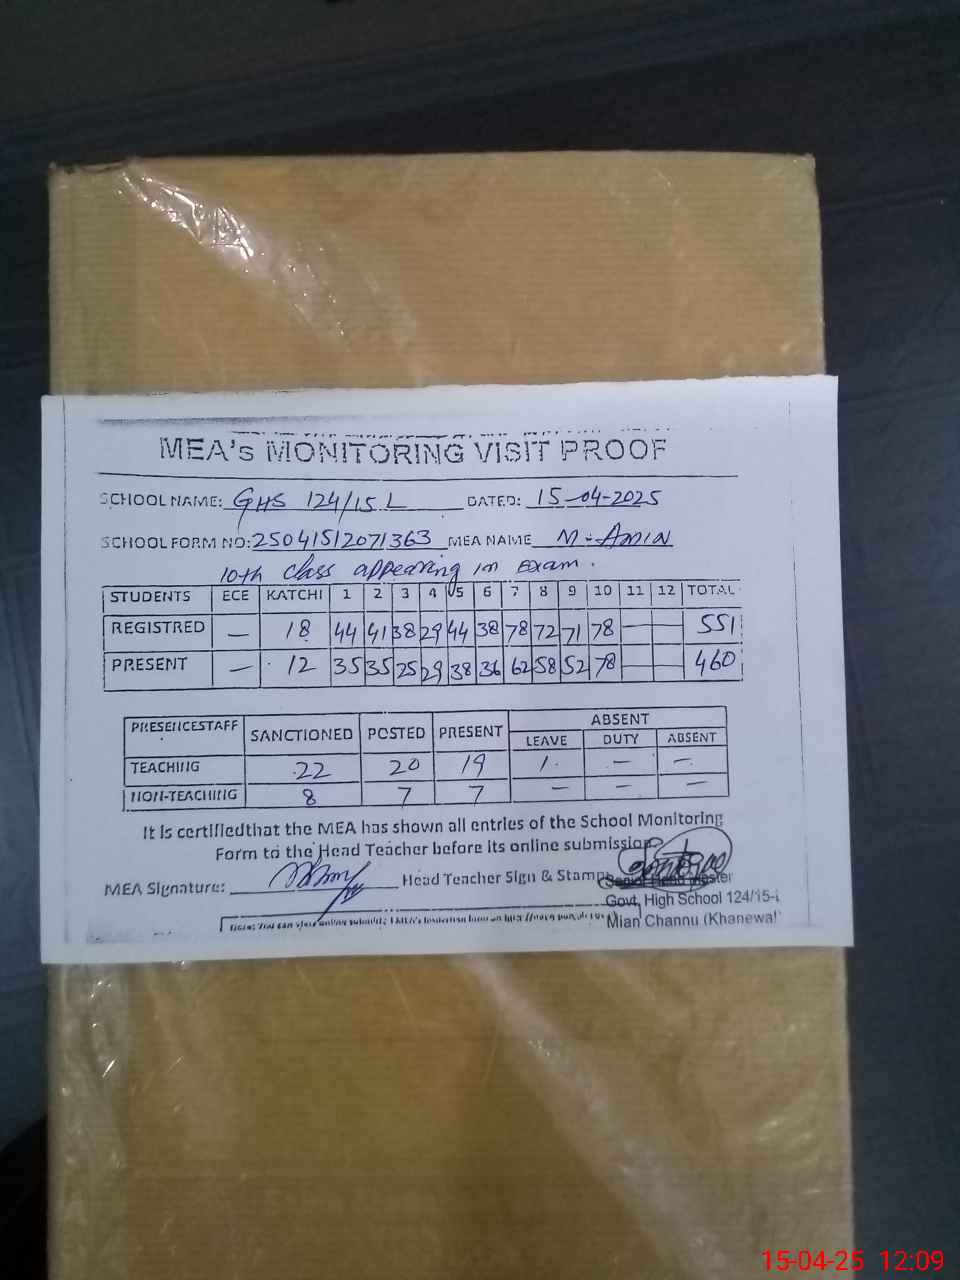 MEA's MONITORING VISIT PROOF
SCHOOL NAME: GHS 124/15 L DATED: 15-04-2025
SCHOOL FORM NO: 25041512071363 MEA NAME M-AMIN
10th class appearing in Exam.
STUDENTS ECE KATCHI 1 2 3 4 5 6 7 8 9 10 11 12 TOTAL
REGISTRED — 18 44 41 38 29 44 38 78 72 71 78 — — 551
PRESENT — 12 35 35 25 29 38 36 62 58 52 78 — — 460
PRESENCESTAFF SANCTIONED POSTED PRESENT ABSENT
LEAVE DUTY ABSENT
TEACHING 22 20 19 1 — —
NON-TEACHING 8 7 7 — — —
It is certifiedthat the MEA has shown all entries of the School Monitoring
Form to the Head Teacher before its online submission
MEA Signature: Head Teacher Sign & Stamp
Senior Head Master
Govt, High School 124/15-L
Mian Channu (Khanewal)
15-04-25 12:09